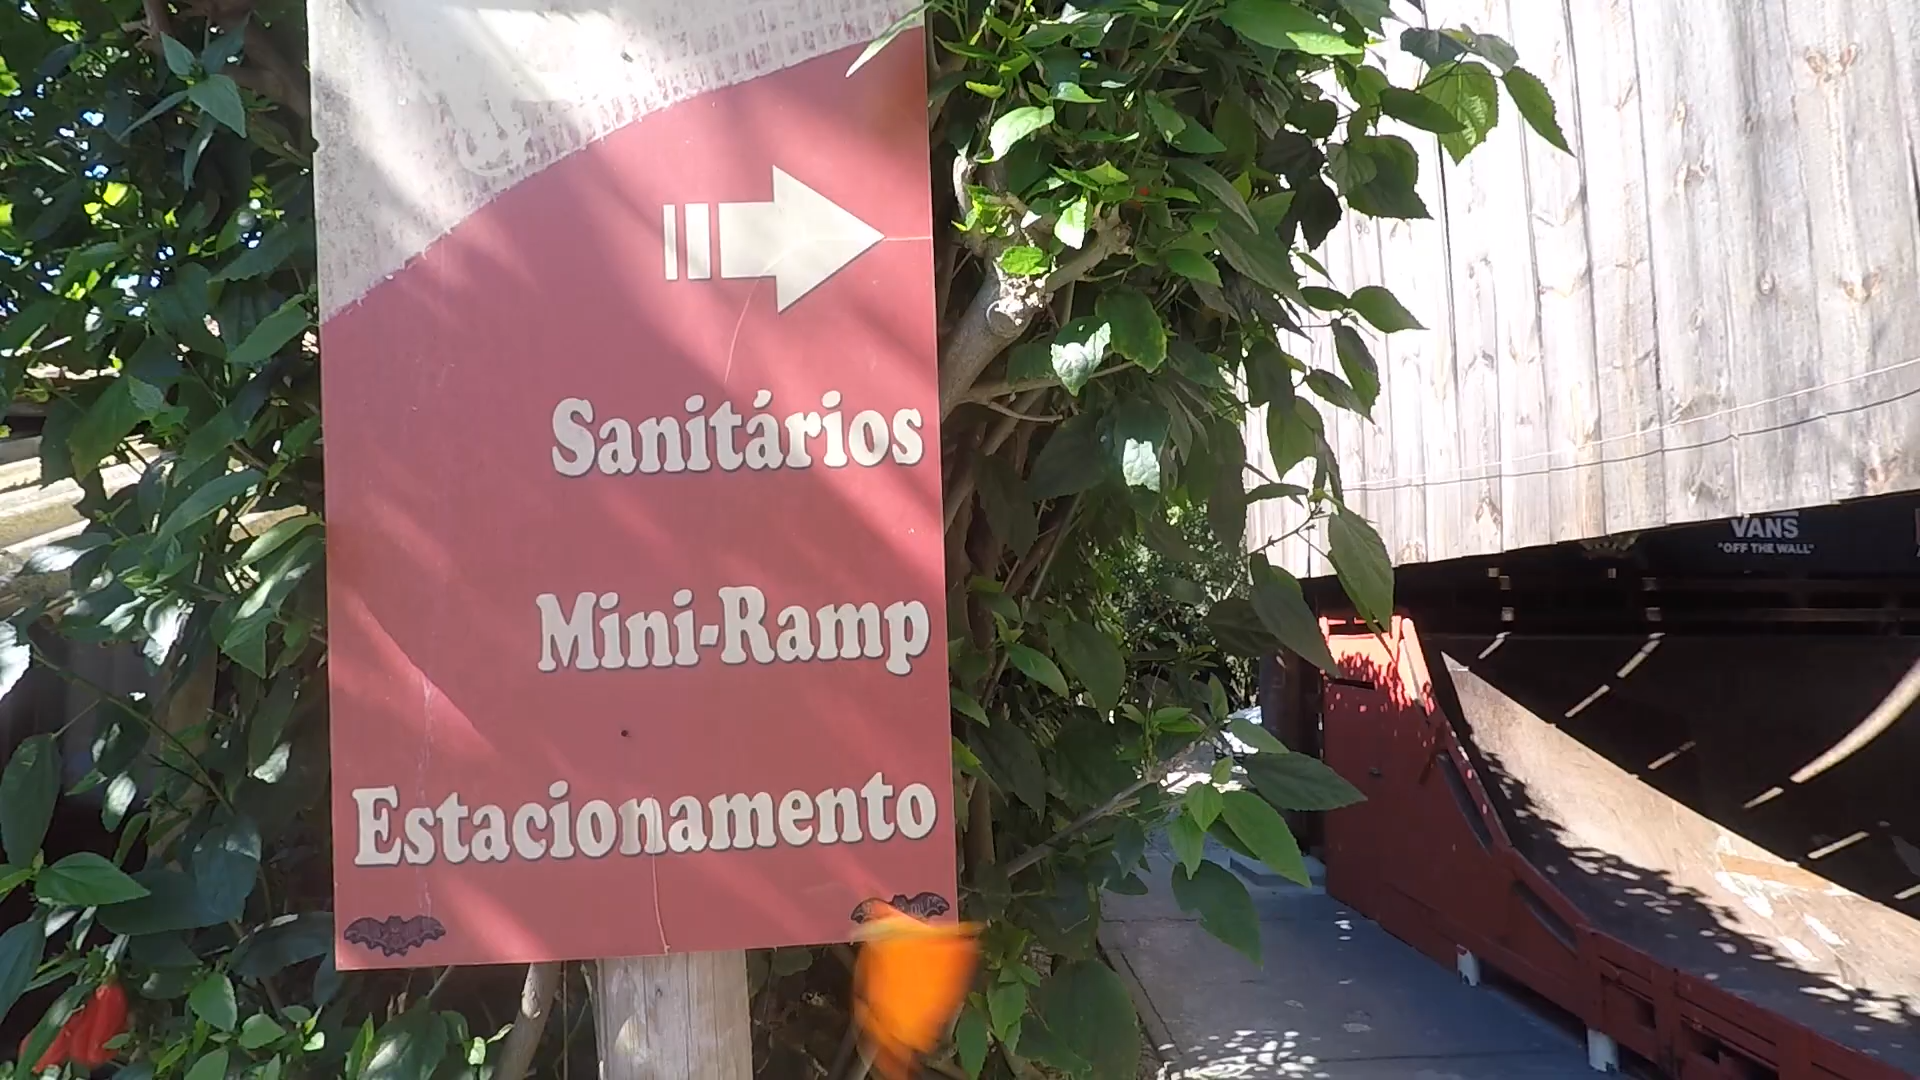 Sanitários
Mini-Ramp
Estacionamento
VANS
"OFF THE WALL"